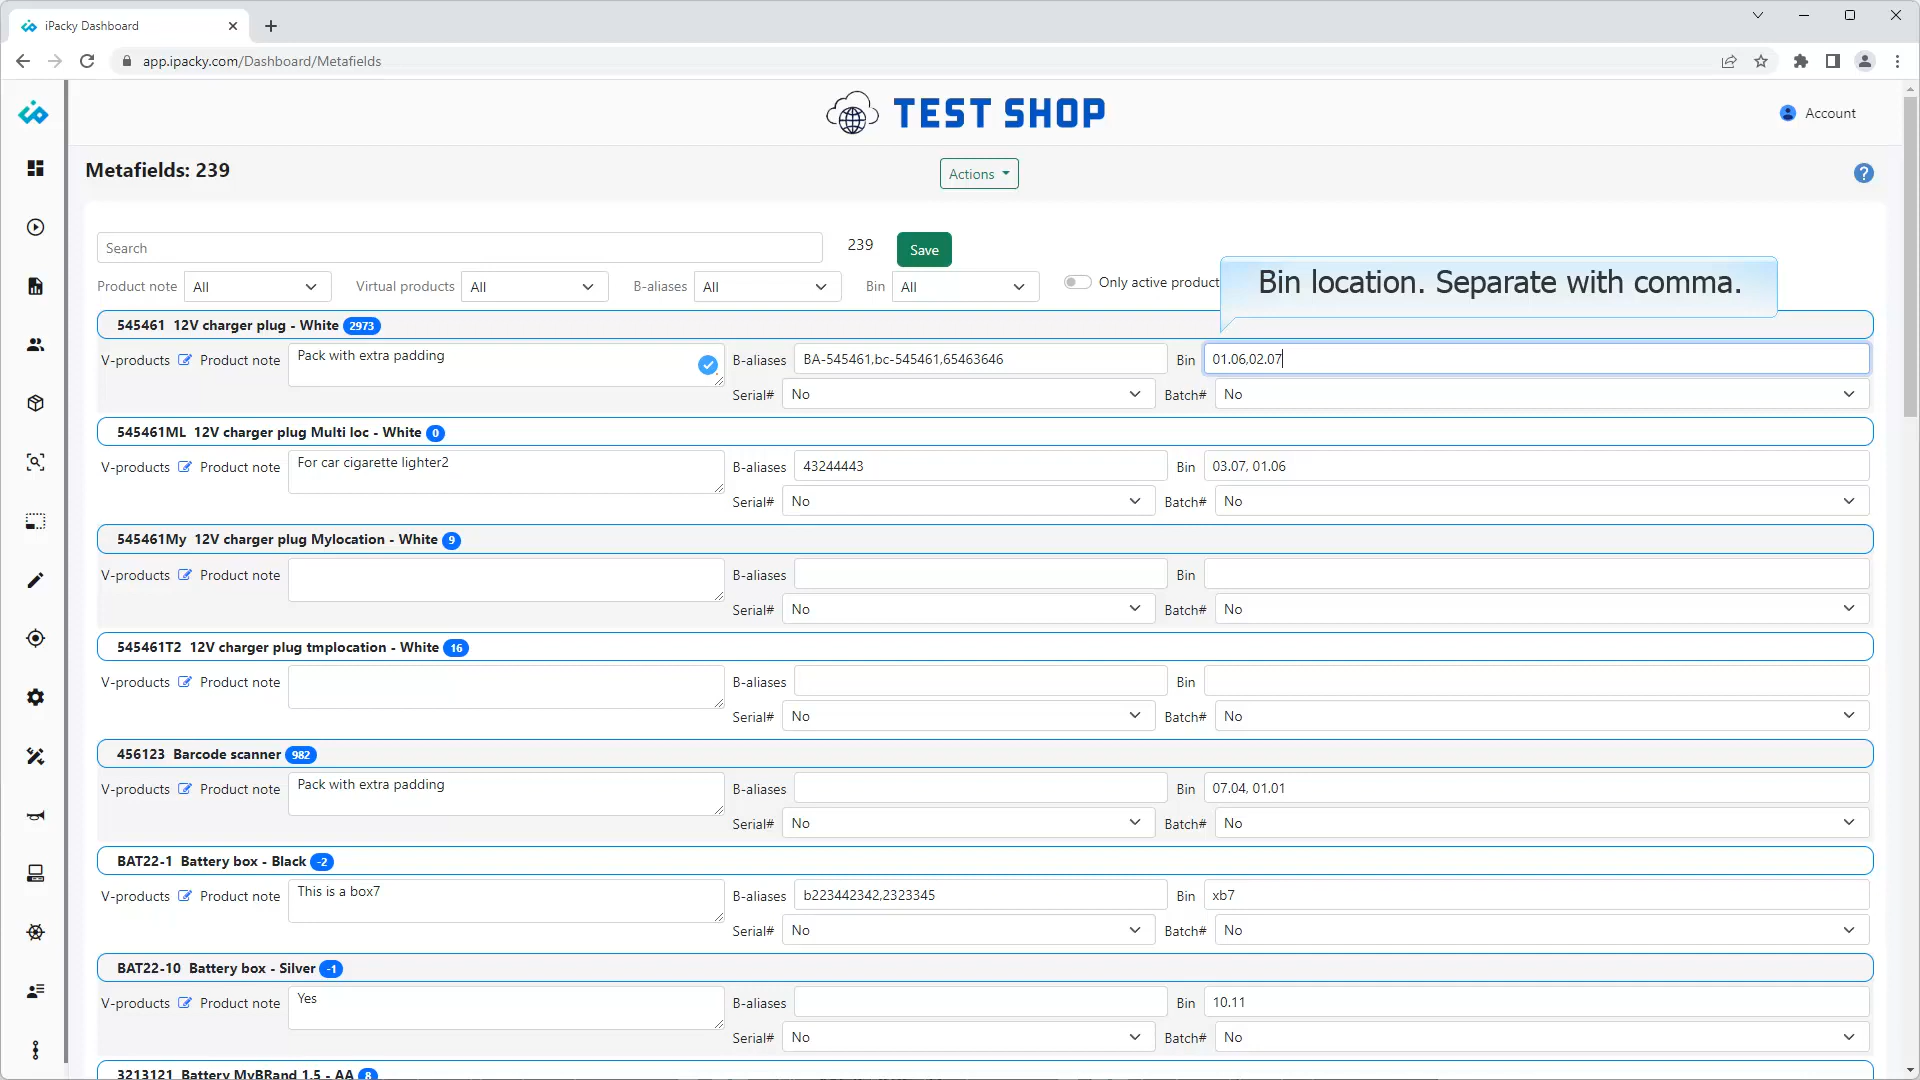 iPacky Dashboard
app.ipacky.com/Dashboard/Metafields
TEST SHOP
Account
Metafields: 239
Actions
?
Search
239
Save
Product note All Virtual products All B-aliases All Bin All Only active product
Bin location. Separate with comma.
545461 12V charger plug - White 2973
V-products Product note Pack with extra padding B-aliases BA-545461,bc-545461,65463646 Bin 01.06,02.07
Serial# No Batch# No
545461ML 12V charger plug Multi loc - White 0
V-products Product note For car cigarette lighter2 B-aliases 43244443 Bin 03.07, 01.06
Serial# No Batch# No
545461My 12V charger plug Mylocation - White 9
V-products Product note B-aliases Bin
Serial# No Batch# No
545461T2 12V charger plug tmplocation - White 16
V-products Product note B-aliases Bin
Serial# No Batch# No
456123 Barcode scanner 982
V-products Product note Pack with extra padding B-aliases Bin 07.04, 01.01
Serial# No Batch# No
BAT22-1 Battery box - Black -2
V-products Product note This is a box7 B-aliases b223442342,2323345 Bin xb7
Serial# No Batch# No
BAT22-10 Battery box - Silver -1
V-products Product note Yes B-aliases Bin 10.11
Serial# No Batch# No
3213121 Battery MyBRand 1.5 - AA 8